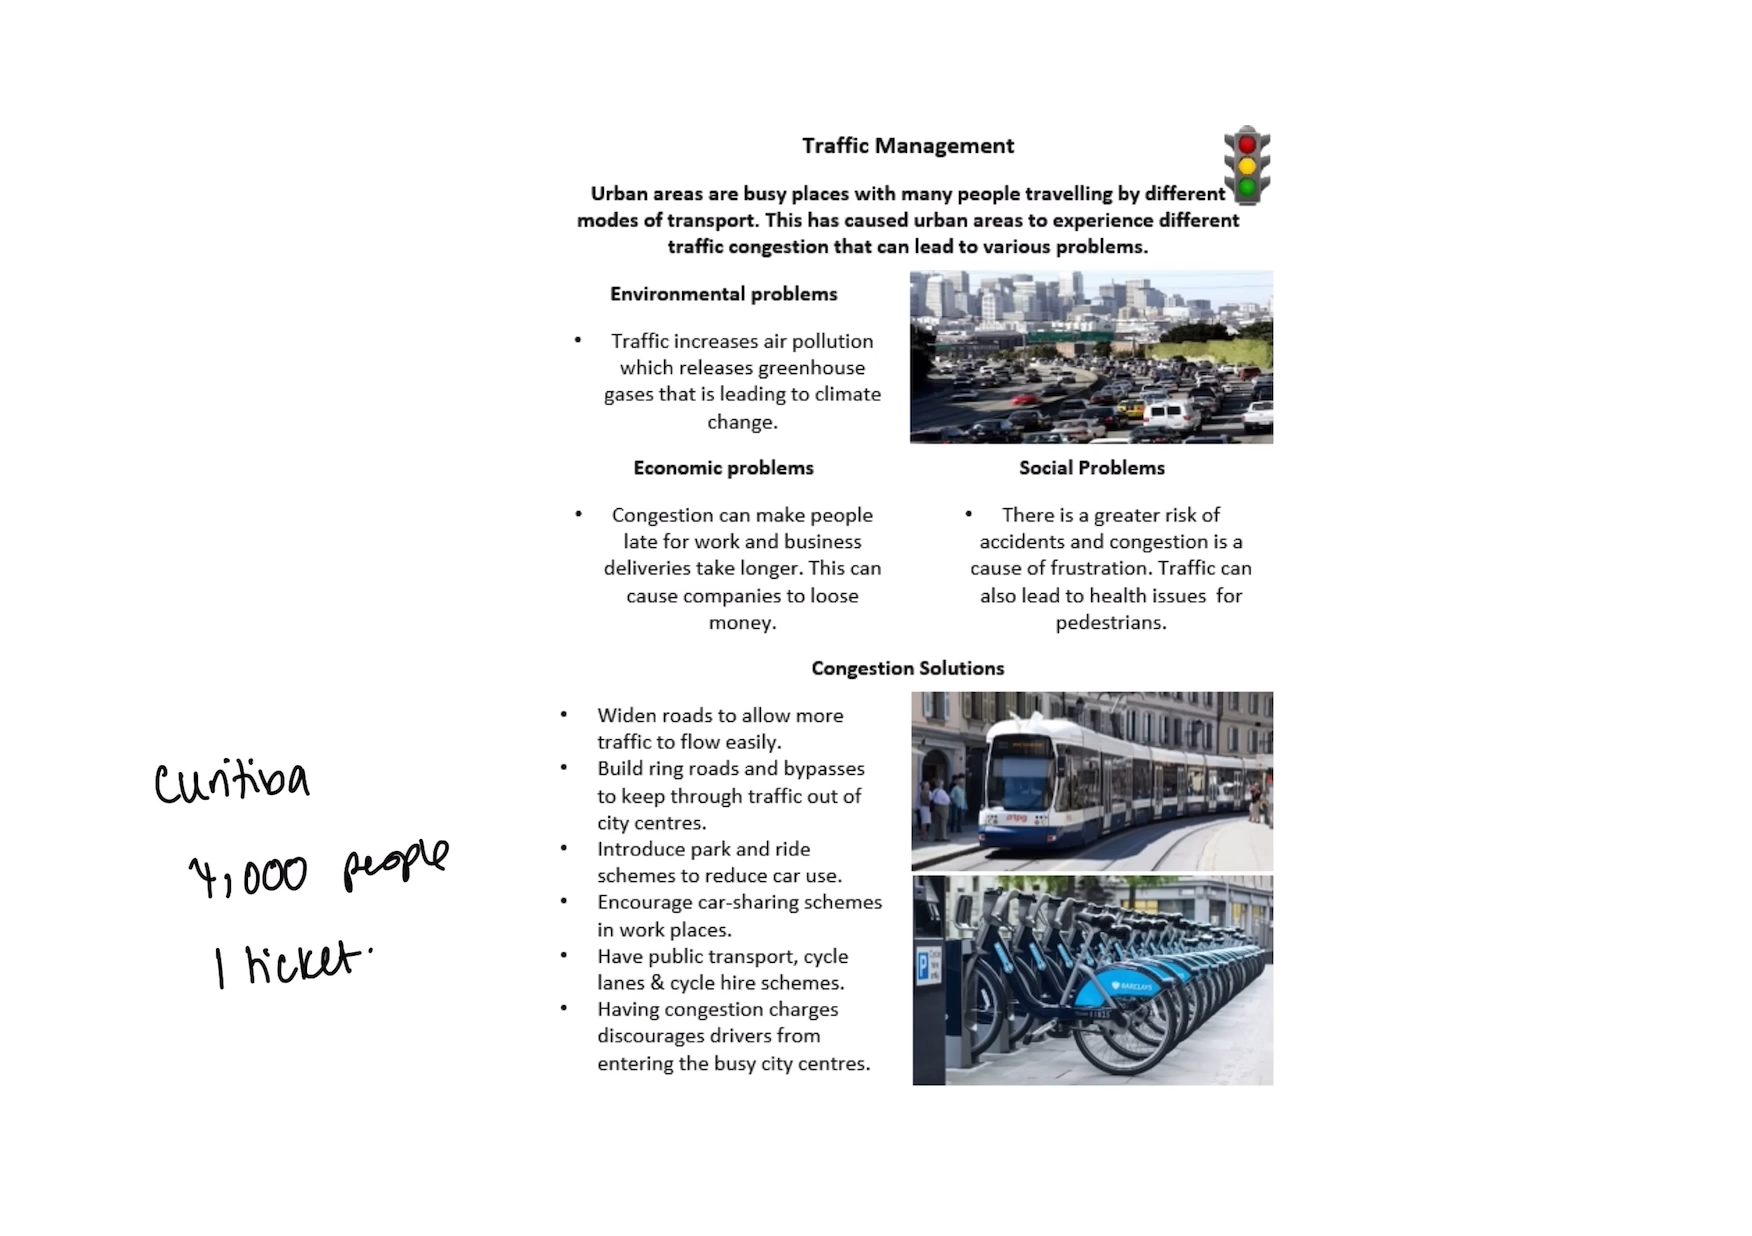 Traffic Management
Urban areas are busy places with many people travelling by different
modes of transport. This has caused urban areas to experience different
traffic congestion that can lead to various problems.
Environmental problems
• Traffic increases air pollution
which releases greenhouse
gases that is leading to climate
change.
Economic problems
• Congestion can make people
late for work and business
deliveries take longer. This can
cause companies to loose
money.
Social Problems
• There is a greater risk of
accidents and congestion is a
cause of frustration. Traffic can
also lead to health issues for
pedestrians.
Congestion Solutions
• Widen roads to allow more
traffic to flow easily.
• Build ring roads and bypasses
to keep through traffic out of
city centres.
• Introduce park and ride
schemes to reduce car use.
• Encourage car-sharing schemes
in work places.
• Have public transport, cycle
lanes & cycle hire schemes.
• Having congestion charges
discourages drivers from
entering the busy city centres.
P
BARCLAYS
Curitiba
,000 people
1 ticket.